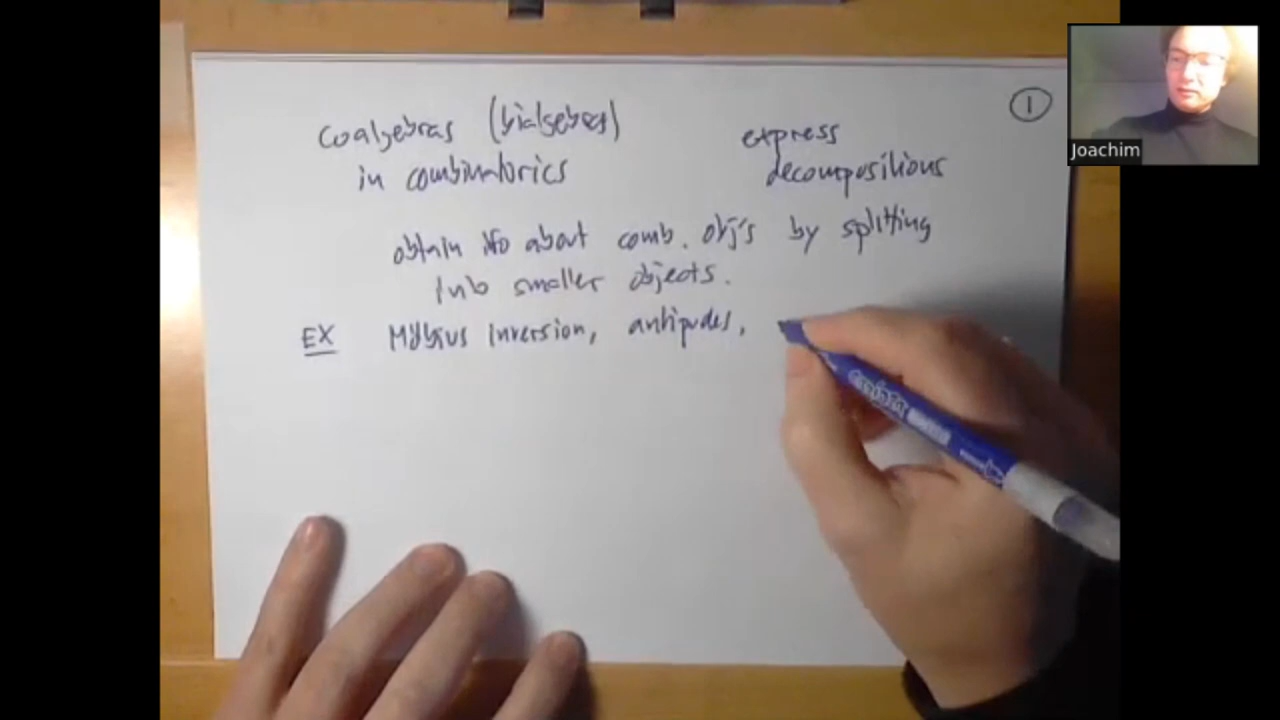 ①
coalgebras (bialgebras)
in combinatorics
express
decompositions
obtain info about comb. obj's by splitting
into smaller objects.
EX Möbius inversion, antipodes,
Joachim